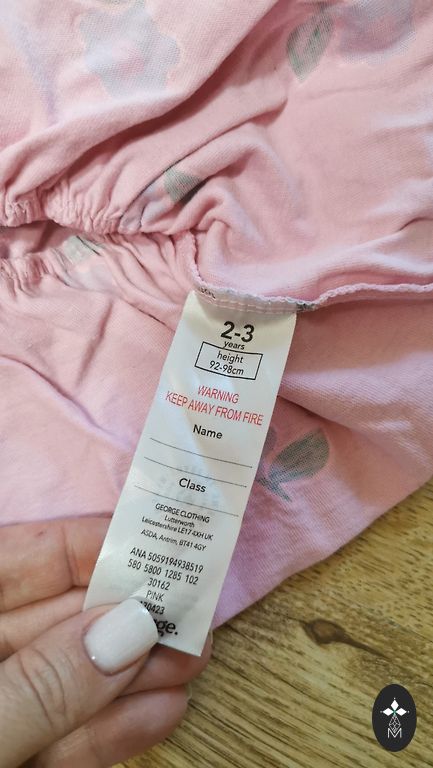 2-3
years
height
92-98cm
WARNING
KEEP AWAY FROM FIRE
Name
Class
GEORGE CLOTHING
Lutterworth
Leicestershire LE17 4XH UK
ASDA, Antrim, BT41 4GY
ANA 5059194938519
580 5800 1285 102
30162
PINK
M